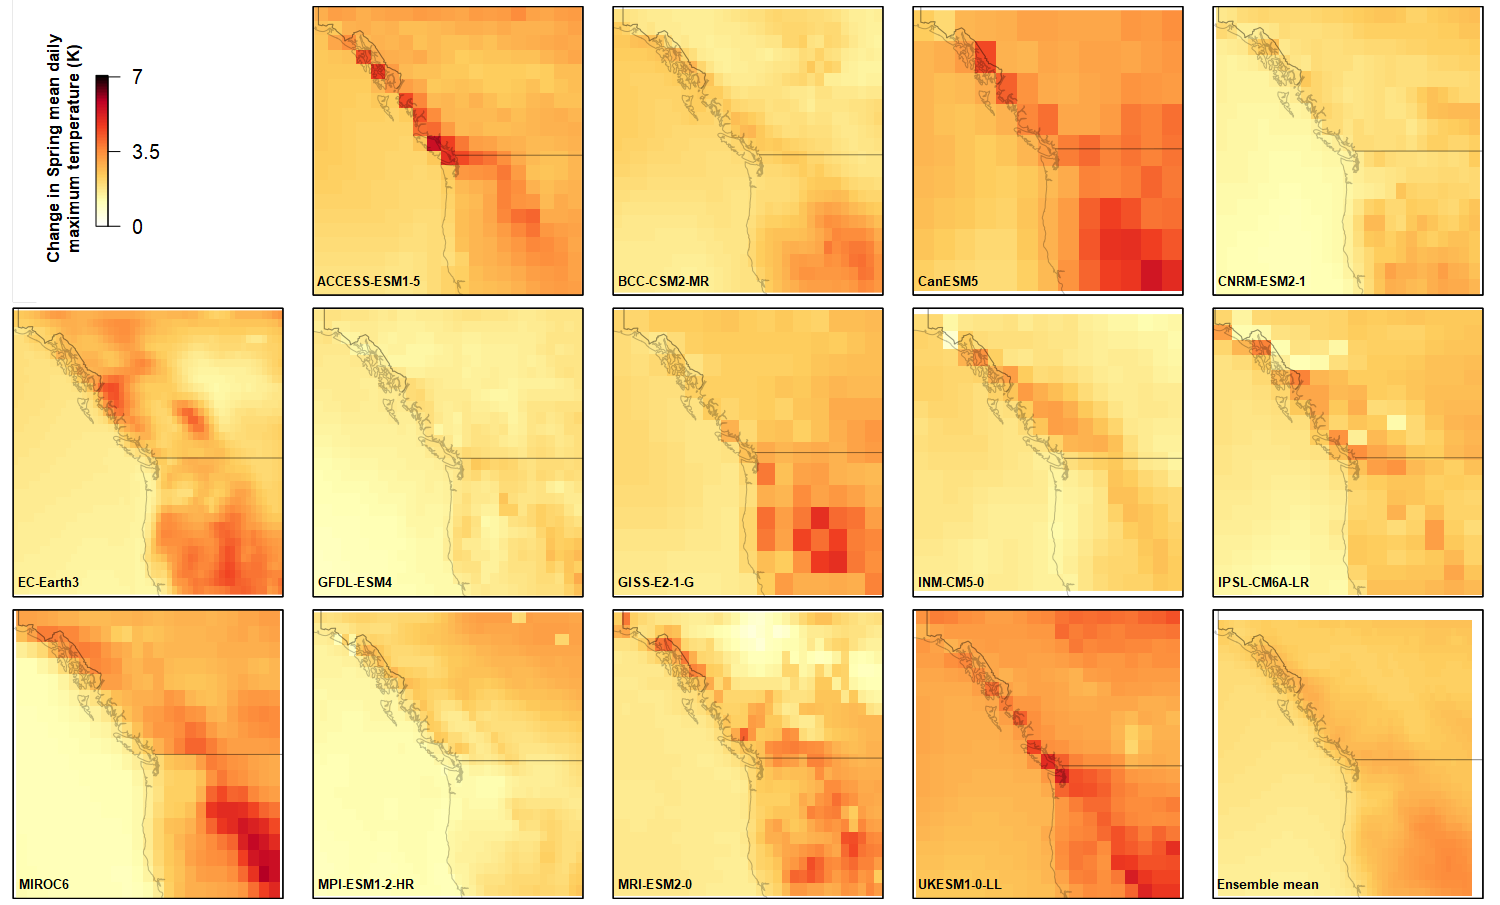 Change in Spring mean daily
maximum temperature (K)
7
3.5
0
ACCESS-ESM1-5
BCC-CSM2-MR
CanESM5
CNRM-ESM2-1
EC-Earth3
GFDL-ESM4
GISS-E2-1-G
INM-CM5-0
IPSL-CM6A-LR
MIROC6
MPI-ESM1-2-HR
MRI-ESM2-0
UKESM1-0-LL
Ensemble mean